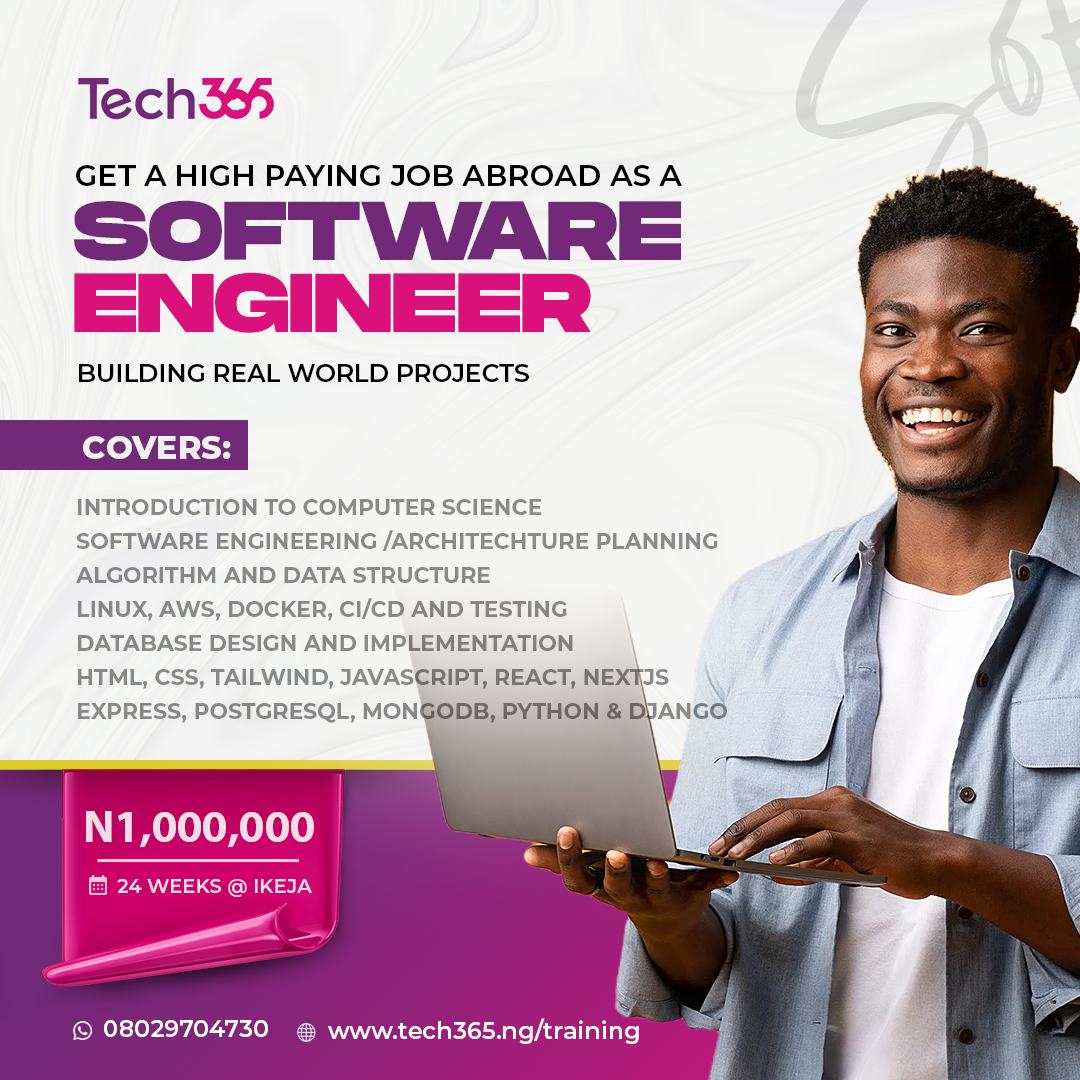 Tech365
GET A HIGH PAYING JOB ABROAD AS A
SOFTWARE
ENGINEER
BUILDING REAL WORLD PROJECTS
COVERS:
INTRODUCTION TO COMPUTER SCIENCE
SOFTWARE ENGINEERING /ARCHITECHTURE PLANNING
ALGORITHM AND DATA STRUCTURE
LINUX, AWS, DOCKER, CI/CD AND TESTING
DATABASE DESIGN AND IMPLEMENTATION
HTML, CSS, TAILWIND, JAVASCRIPT, REACT, NEXTJS
EXPRESS, POSTGRESQL, MONGODB, PYTHON & DJANGO
N1,000,000
24 WEEKS @ IKEJA
08029704730
www.tech365.ng/training